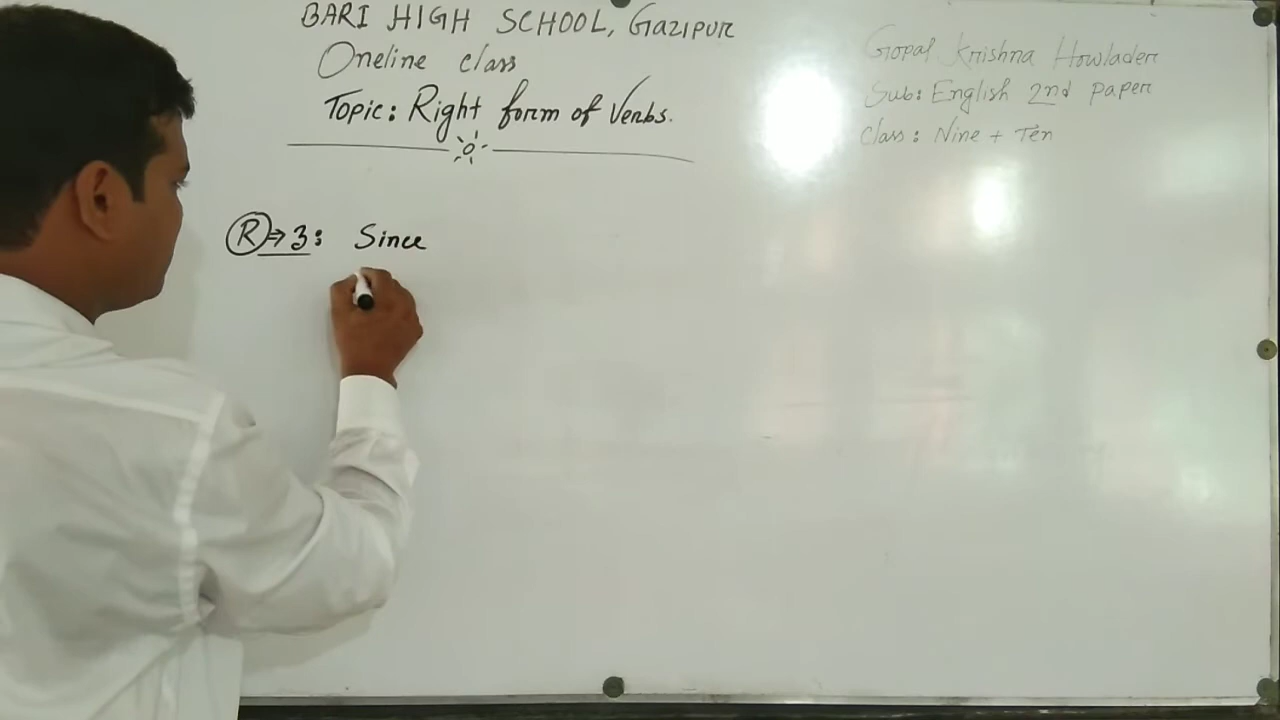 BARI HIGH SCHOOL, Gazipur
Oneline class
Topic: Right form of Verbs.
Gopal Krishna Howlader
Sub: English 2nd paper
Class: Nine + Ten
R⇒3: Since